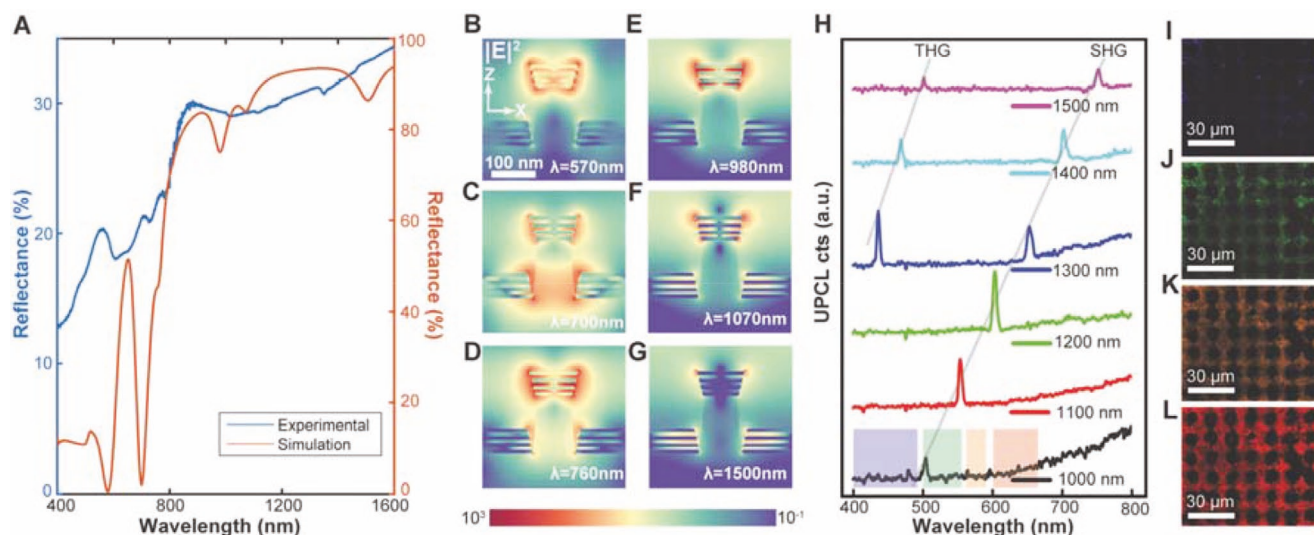 A
Reflectance (%)
0
10
20
30
400
800
1200
1600
Wavelength (nm)
Experimental
Simulation
0
20
40
60
80
100
Reflectance (%)
B
|E|²
Z
X
100 nm
λ=570nm
C
λ=700nm
D
λ=760nm
E
λ=980nm
F
λ=1070nm
G
λ=1500nm
10³
10⁻¹
H
UPCL cts (a.u.)
THG
SHG
1500 nm
1400 nm
1300 nm
1200 nm
1100 nm
1000 nm
400
500
600
700
800
Wavelength (nm)
I
30 µm
J
30 µm
K
30 µm
L
30 µm